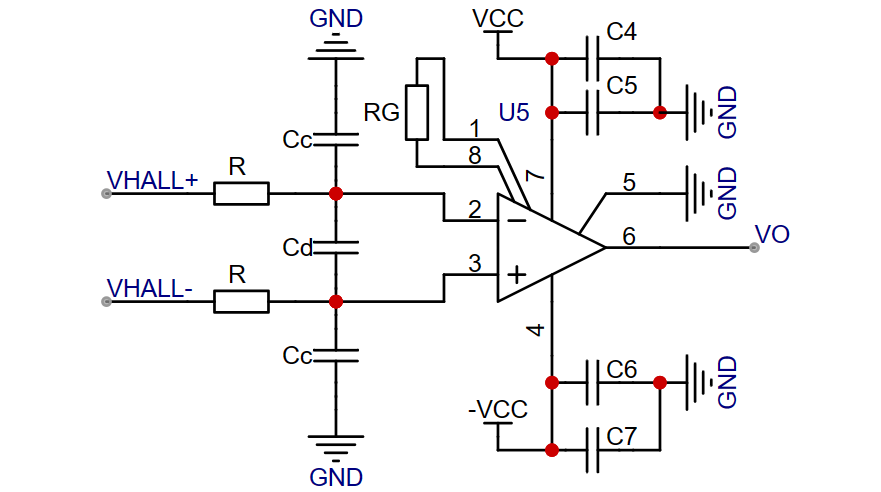 GND
VCC
C4
RG
U5
C5
GND
1
Cc
8
7
R
VHALL+
5
GND
2
6
VO
Cd
R
3
VHALL-
4
Cc
C6
GND
-VCC
C7
GND